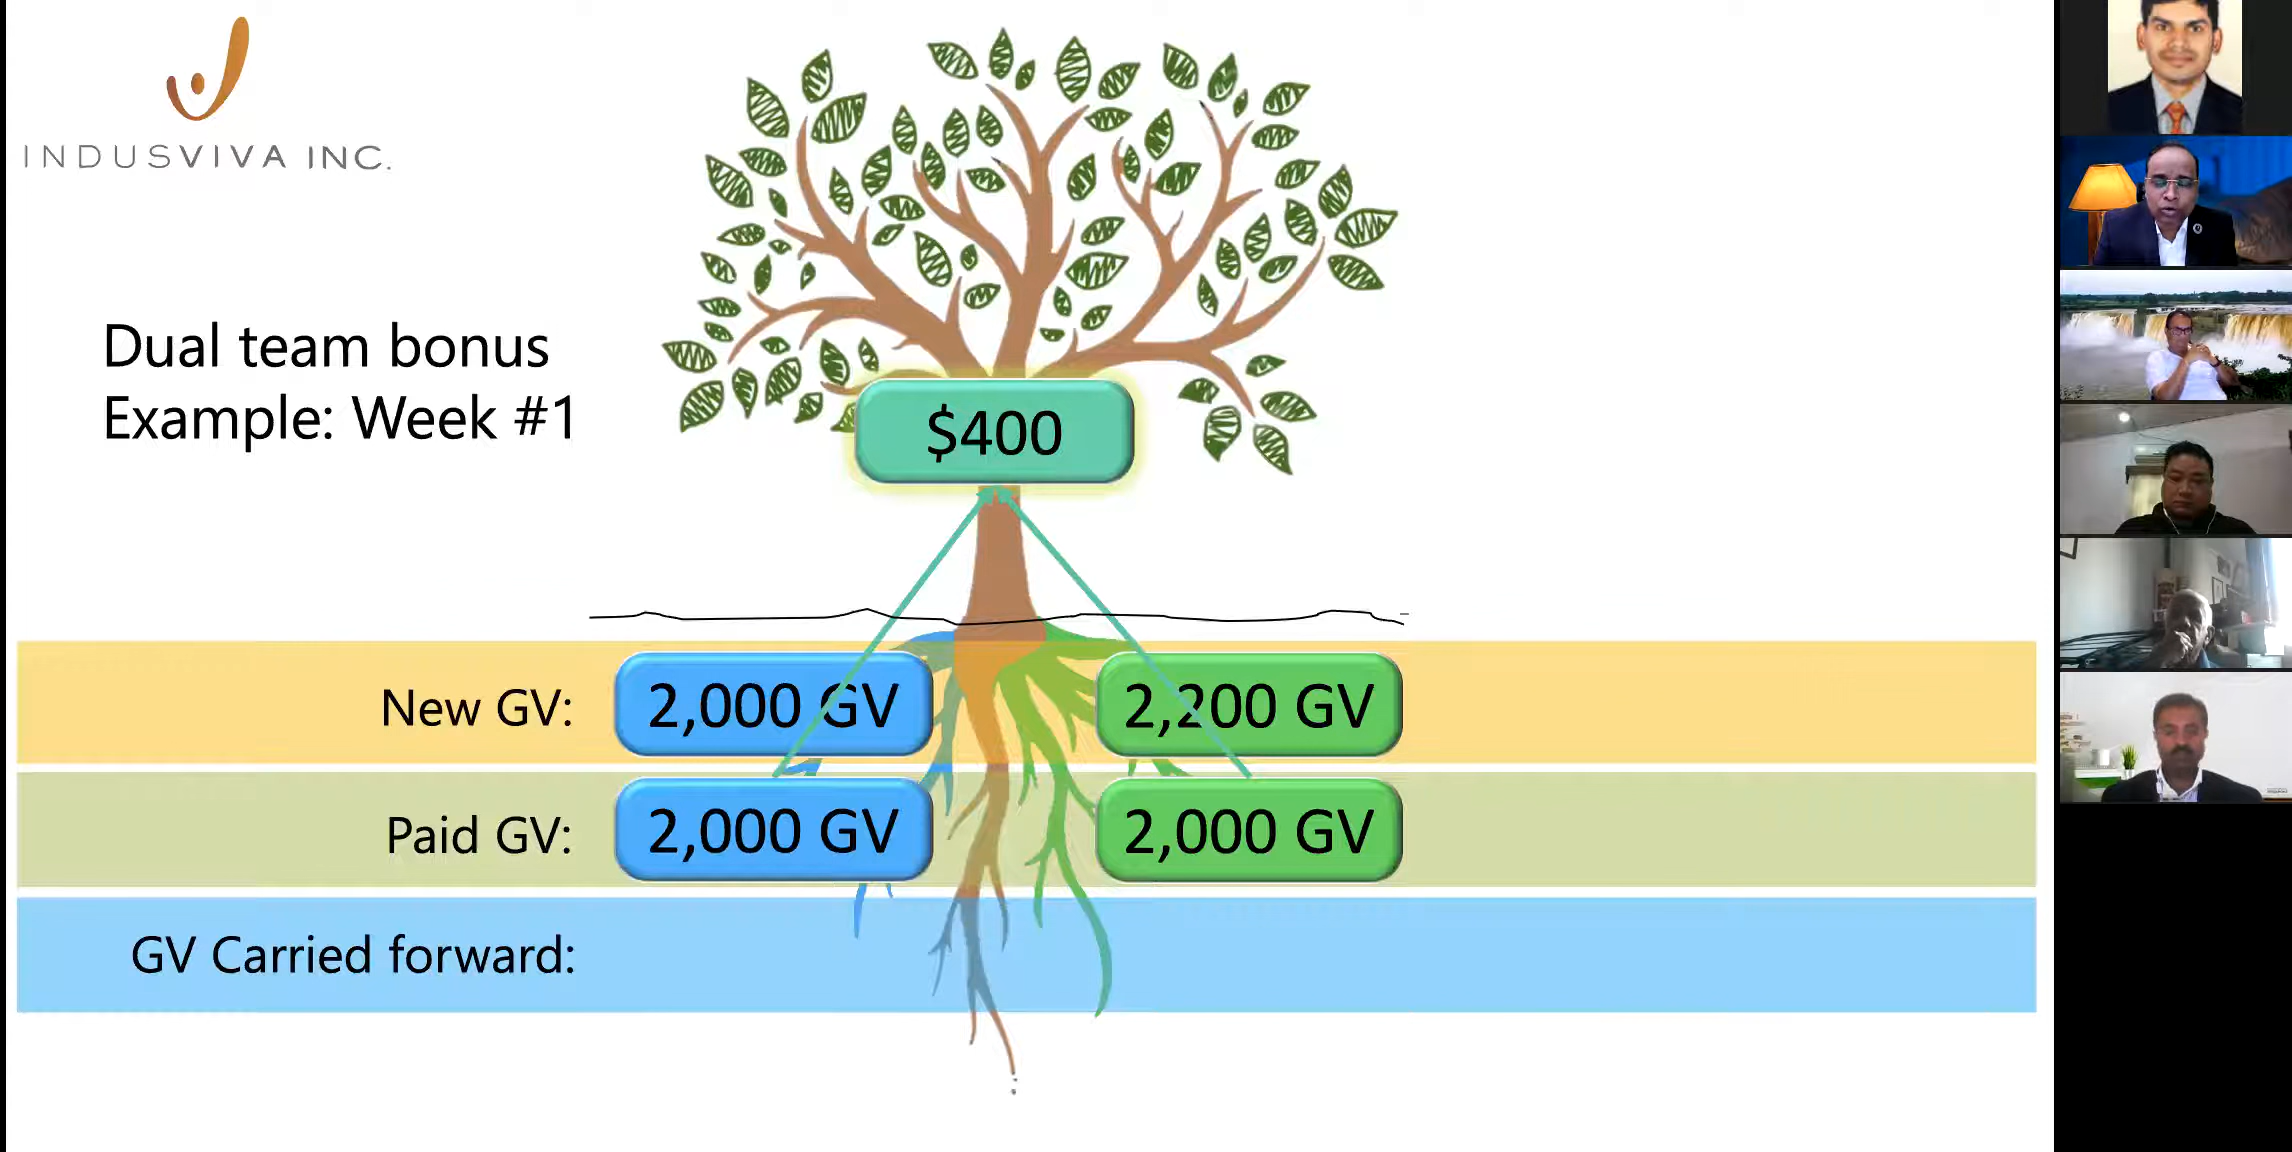 INDUSVIVA INC.
Dual team bonus
Example: Week #1
$400
New GV: 2,000 GV 2,200 GV
Paid GV: 2,000 GV 2,000 GV
GV Carried forward: